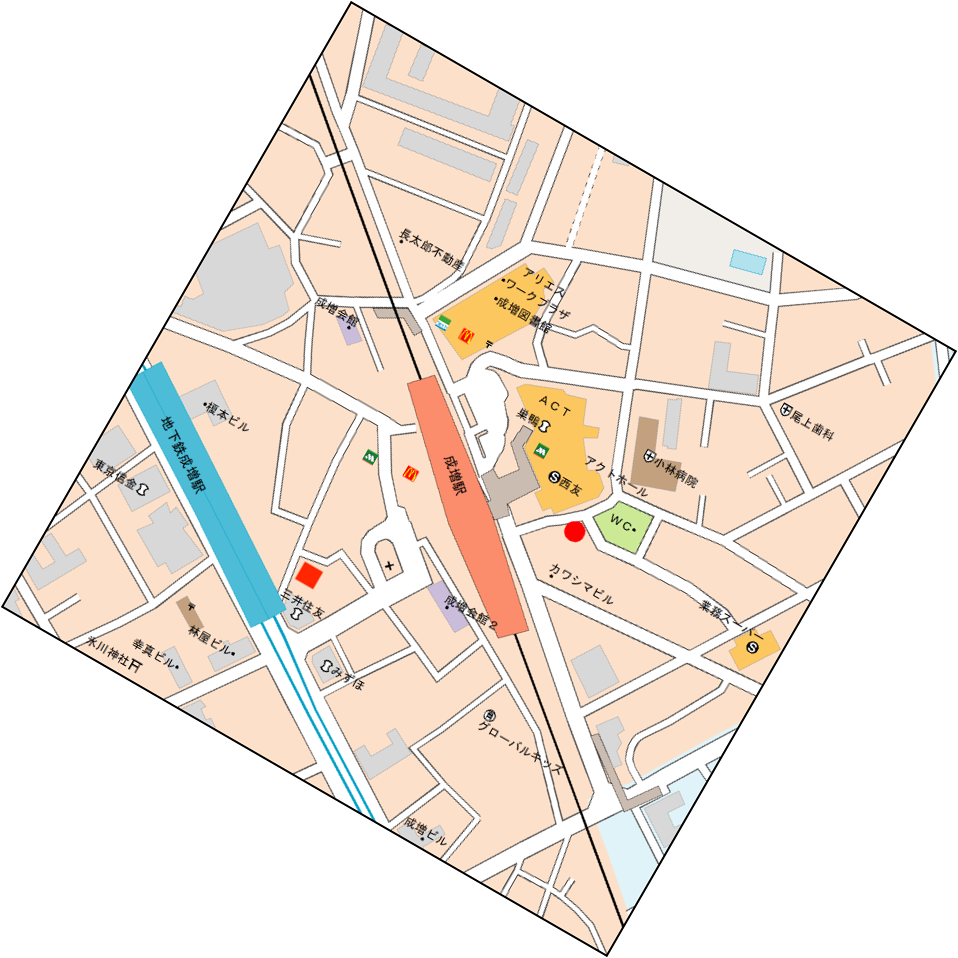 長太郎不動産
アリエス
ワークプラザ
成増図書館
成増会館
〒
ACT
巣鴨
西友
アクトホール
小林病院
尾上歯科
榎本ビル
地下鉄成増駅
東京信金
成増駅
WC
カワシマビル
業務スーパー
三井住友
成増会館2
林屋ビル
幸真ビル
氷川神社
みずほ
グローバルキッズ
成増ビル